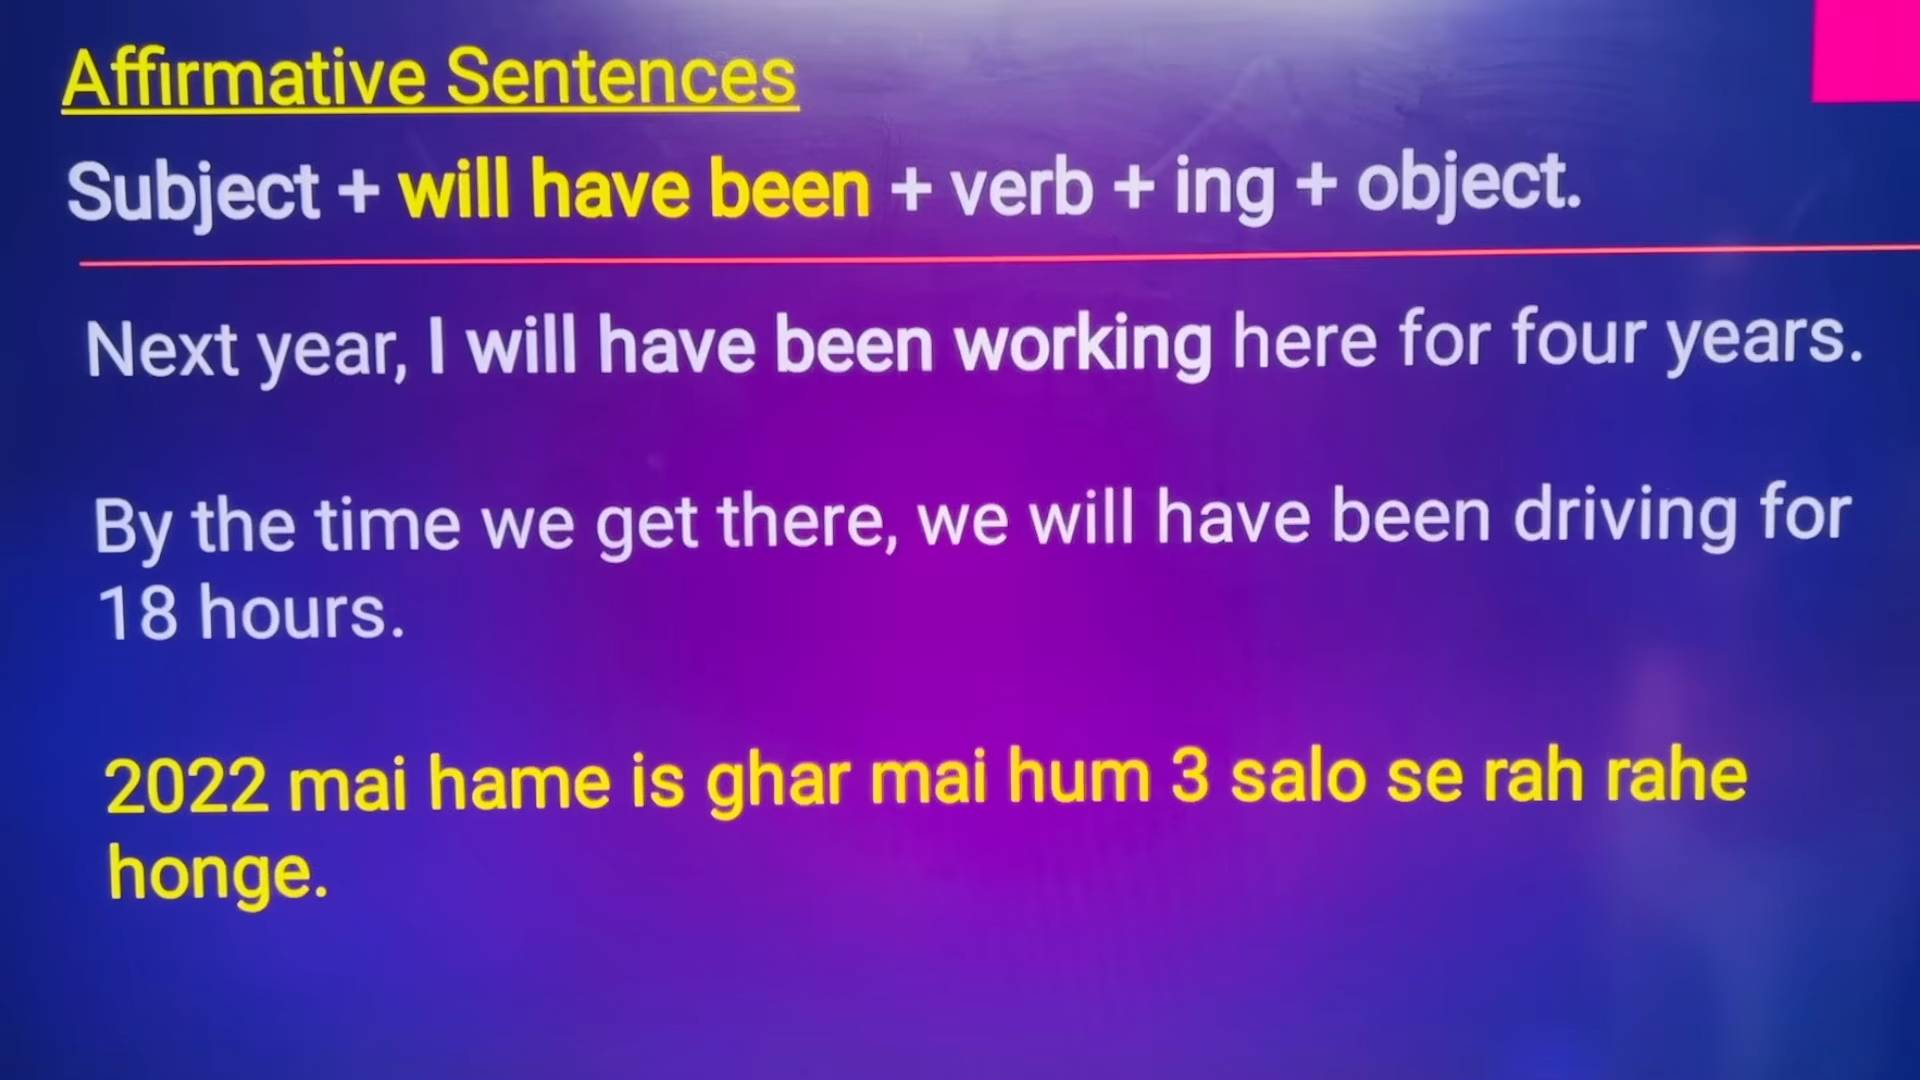 Affirmative Sentences
Subject + will have been + verb + ing + object.
Next year, I will have been working here for four years.
By the time we get there, we will have been driving for
18 hours.
2022 mai hame is ghar mai hum 3 salo se rah rahe
honge.